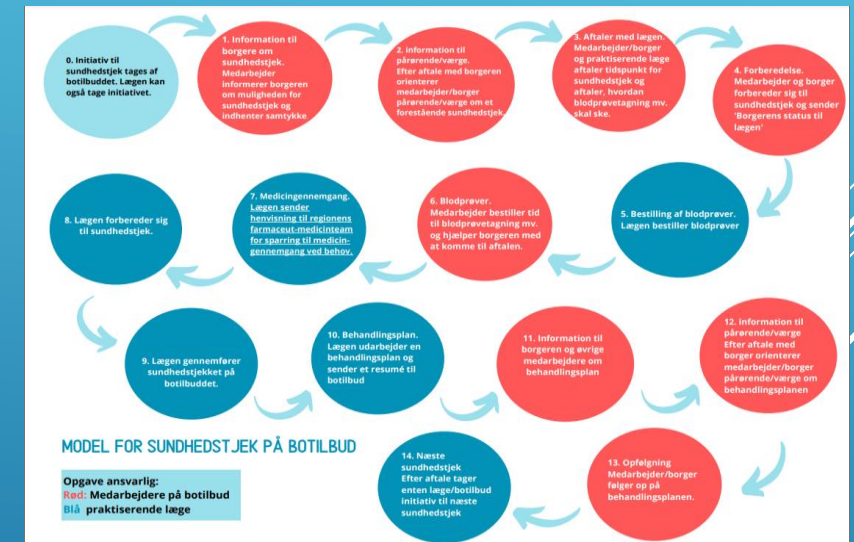 0. Initiativ til
sundhedstjek tages af
botilbuddet. Lægen kan
også tage initiativet.
1. Information til
borgere om
sundhedstjek.
Medarbejder
informerer borgeren
om muligheden for
sundhedstjek og
indhenter samtykke
2. information til
pårørende/værge.
Efter aftale med borgeren
orienterer
medarbejder/borger
pårørende/værge om et
forestående sundhedstjek.
3. Aftaler med lægen.
Medarbejder/borger
og praktiserende læge
aftaler tidspunkt for
sundhedstjek og
aftaler, hvordan
blodprøvetagning mv.
skal ske.
4. Forberedelse.
Medarbejder og borger
forbereder sig til
sundhedstjek og sender
'Borgerens status til
lægen'
5. Bestilling af blodprøver.
Lægen bestiller blodprøver
6. Blodprøver.
Medarbejder bestiller tid
til blodprøvetagning mv.
og hjælper borgeren med
at komme til aftalen.
7. Medicingennemgang.
Lægen sender
henvisning til regionens
farmaceut-medicinteam
for sparring til medicin-
gennemgang ved behov.
8. Lægen forbereder sig
til sundhedstjek.
9. Lægen gennemfører
sundhedstjekket på
botilbuddet.
10. Behandlingsplan.
Lægen udarbejder en
behandlingsplan og
sender et resumé til
botilbud
11. Information til
borgeren og øvrige
medarbejdere om
behandlingsplan
12. information til
pårørende/værge
Efter aftale med
borger orienterer
medarbejder/borger
pårørende/værge om
behandlingsplanen
13. Opfølgning
Medarbejder/borger
følger op på
behandlingsplanen.
14. Næste
sundhedstjek
Efter aftale tager
enten læge/botilbud
initiativ til næste
sundhedstjek
MODEL FOR SUNDHEDSTJEK PÅ BOTILBUD
Opgave ansvarlig:
Rød: Medarbejdere på botilbud
Blå praktiserende læge